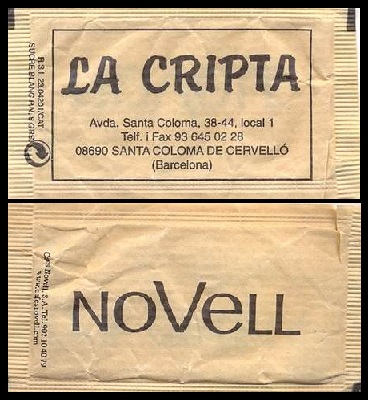 LA CRIPTA
Avda. Santa Coloma, 38-44, local 1
Telf. i Fax 93 645 02 28
08690 SANTA COLOMA DE CERVELLÓ
(Barcelona)
NoVeLL